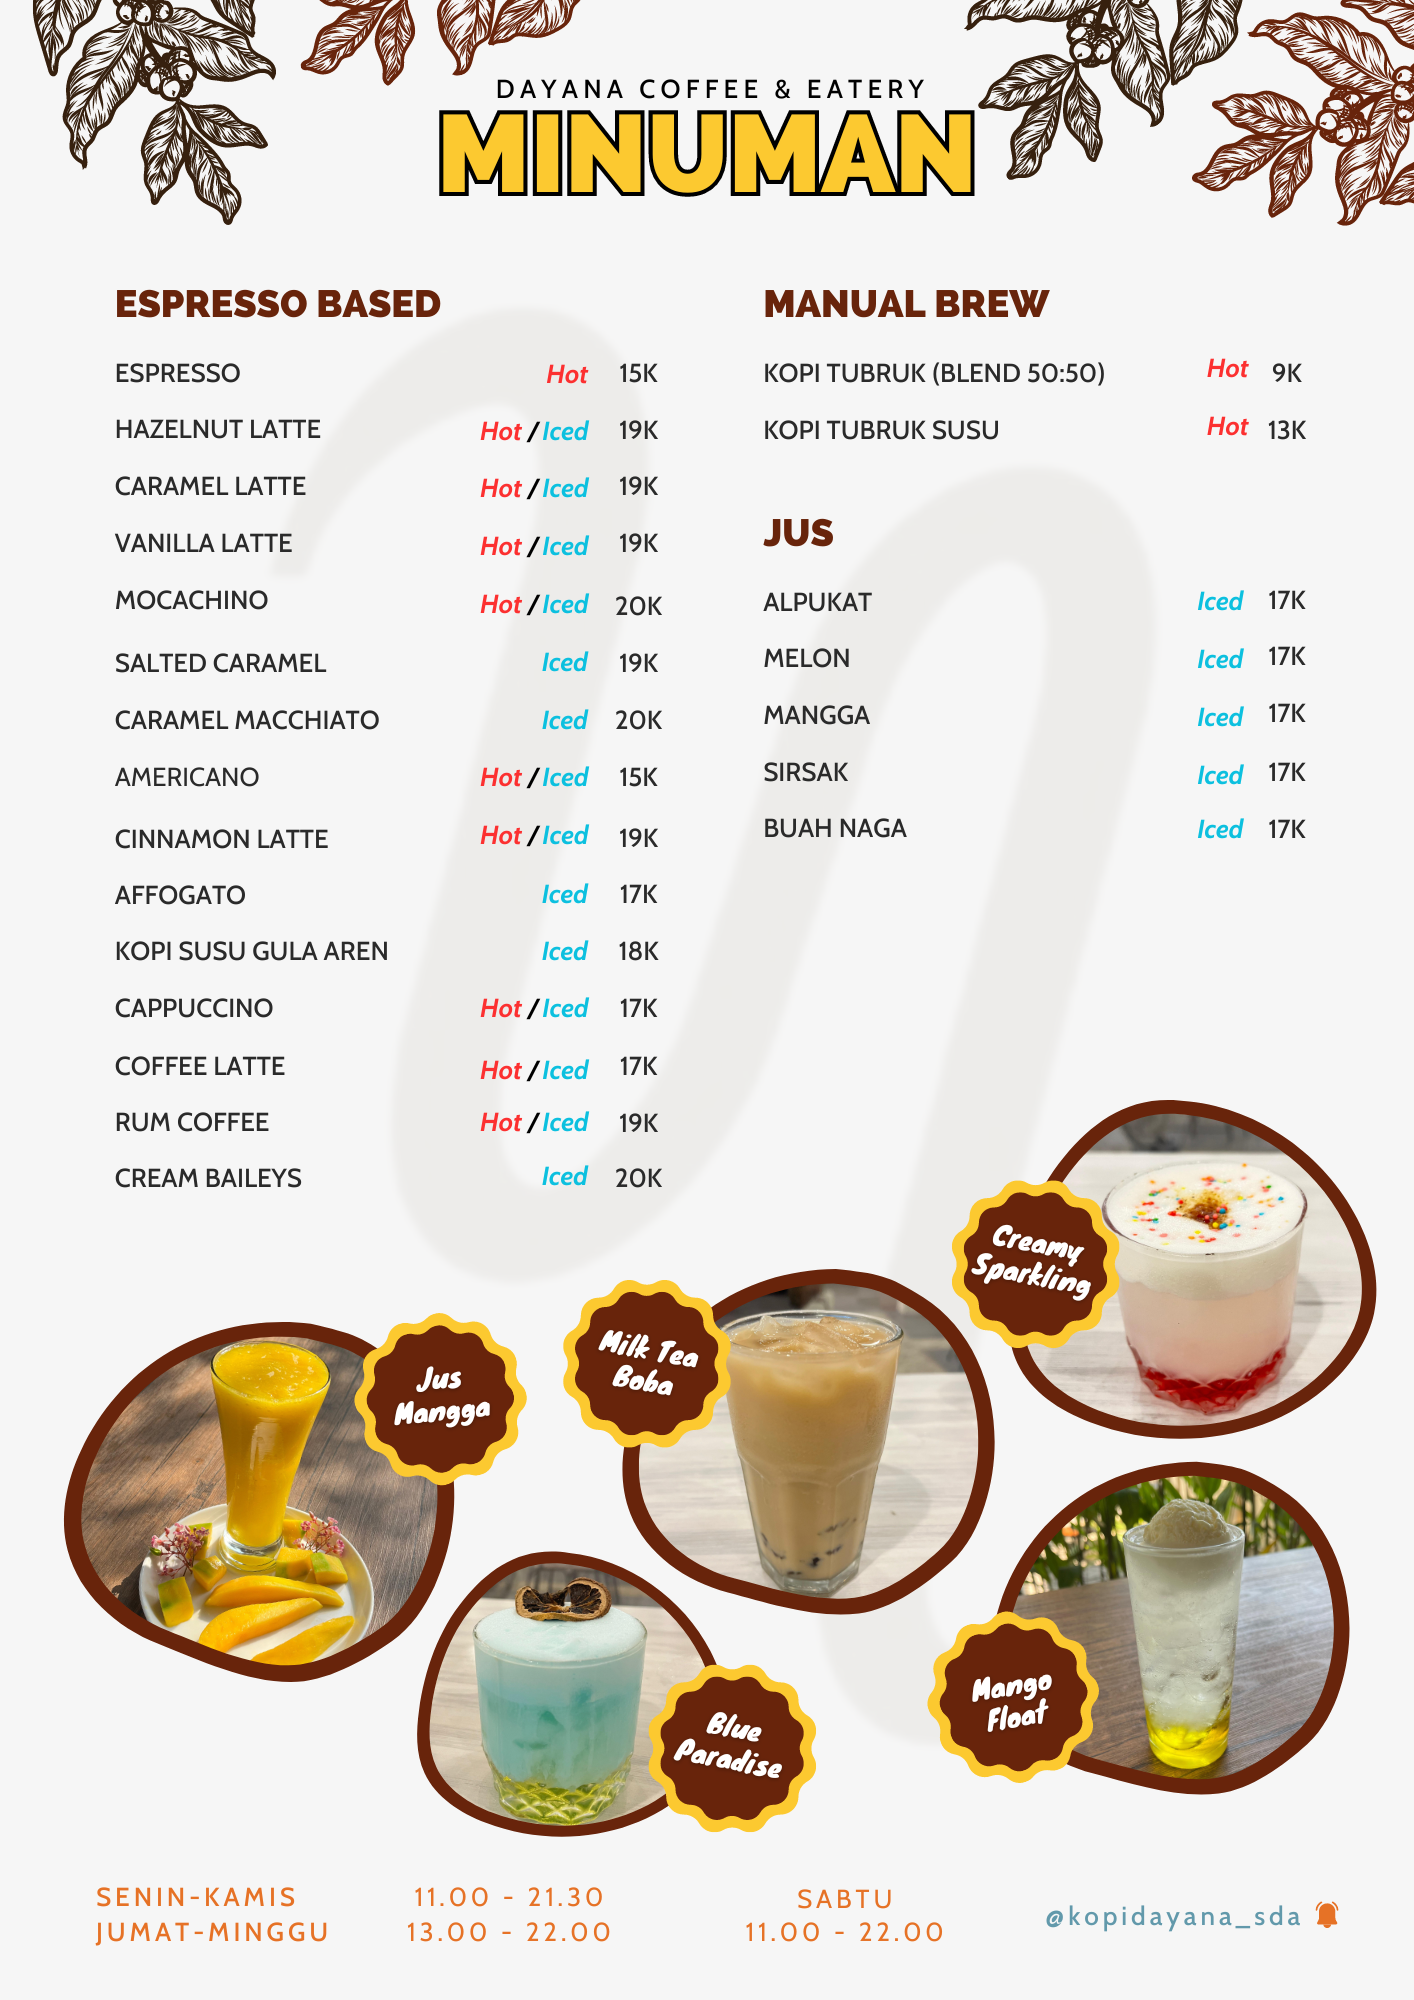 DAYANA COFFEE & EATERY
MINUMAN
ESPRESSO BASED
ESPRESSO Hot 15K
HAZELNUT LATTE Hot / Iced 19K
CARAMEL LATTE Hot / Iced 19K
VANILLA LATTE Hot / Iced 19K
MOCACHINO Hot / Iced 20K
SALTED CARAMEL Iced 19K
CARAMEL MACCHIATO Iced 20K
AMERICANO Hot / Iced 15K
CINNAMON LATTE Hot / Iced 19K
AFFOGATO Iced 17K
KOPI SUSU GULA AREN Iced 18K
CAPPUCCINO Hot / Iced 17K
COFFEE LATTE Hot / Iced 17K
RUM COFFEE Hot / Iced 19K
CREAM BAILEYS Iced 20K
MANUAL BREW
KOPI TUBRUK (BLEND 50:50) Hot 9K
KOPI TUBRUK SUSU Hot 13K
JUS
ALPUKAT Iced 17K
MELON Iced 17K
MANGGA Iced 17K
SIRSAK Iced 17K
BUAH NAGA Iced 17K
Creamy
Sparkling
Milk Tea
Boba
Jus
Mangga
Mango
Float
Blue
Paradise
SENIN-KAMIS 11.00 - 21.30
JUMAT-MINGGU 13.00 - 22.00
SABTU
11.00 - 22.00
@kopidayana_sda